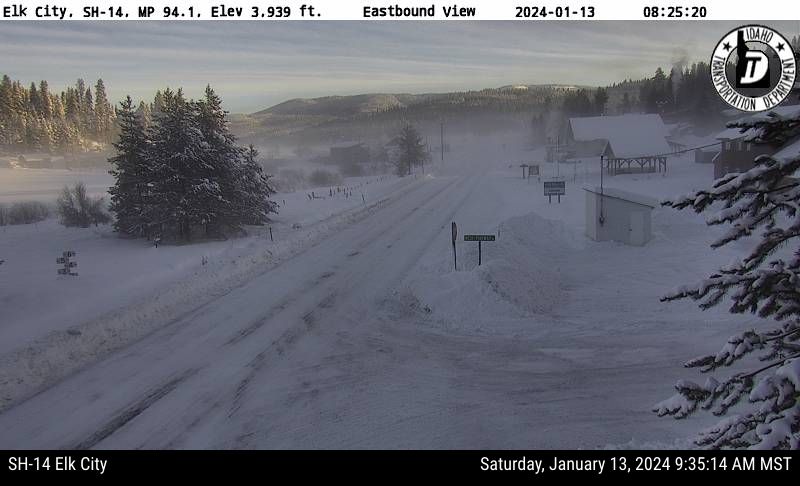 Elk City, SH-14, MP 94.1, Elev 3,939 ft. Eastbound View 2024-01-13 08:25:20
IDAHO
TRANSPORTATION DEPARTMENT
SH-14 Elk City Saturday, January 13, 2024 9:35:14 AM MST